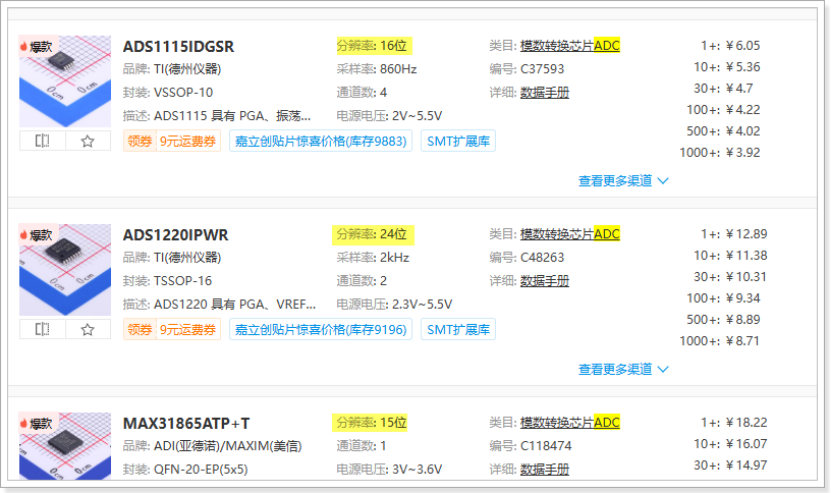 爆款
ADS1115IDGSR
品牌: TI(德州仪器)
封装: VSSOP-10
描述: ADS1115 具有 PGA、振荡...
领券 9元运费券 嘉立创贴片惊喜价格(库存9883) SMT扩展库
分辨率: 16位
采样率: 860Hz
通道数: 4
电源电压: 2V~5.5V
类目: 模数转换芯片ADC
编号: C37593
详细: 数据手册
1+: ¥6.05
10+: ¥5.36
30+: ¥4.7
100+: ¥4.22
500+: ¥4.02
1000+: ¥3.92
查看更多渠道
爆款
ADS1220IPWR
品牌: TI(德州仪器)
封装: TSSOP-16
描述: ADS1220 具有 PGA、VREF...
领券 9元运费券 嘉立创贴片惊喜价格(库存9196) SMT扩展库
分辨率: 24位
采样率: 2kHz
通道数: 2
电源电压: 2.3V~5.5V
类目: 模数转换芯片ADC
编号: C48263
详细: 数据手册
1+: ¥12.89
10+: ¥11.38
30+: ¥10.31
100+: ¥9.34
500+: ¥8.89
1000+: ¥8.71
查看更多渠道
爆款
MAX31865ATP+T
品牌: ADI(亚德诺)/MAXIM(美信)
封装: QFN-20-EP(5x5)
分辨率: 15位
通道数: 1
电源电压: 3V~3.6V
类目: 模数转换芯片ADC
编号: C118474
详细: 数据手册
1+: ¥18.22
10+: ¥16.07
30+: ¥14.97